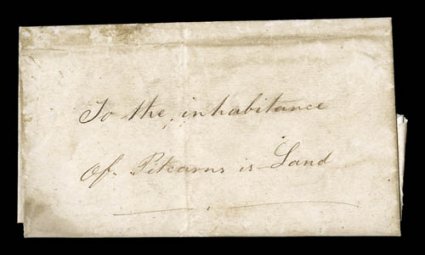 To the inhabitance
Of Pitcarns is Land